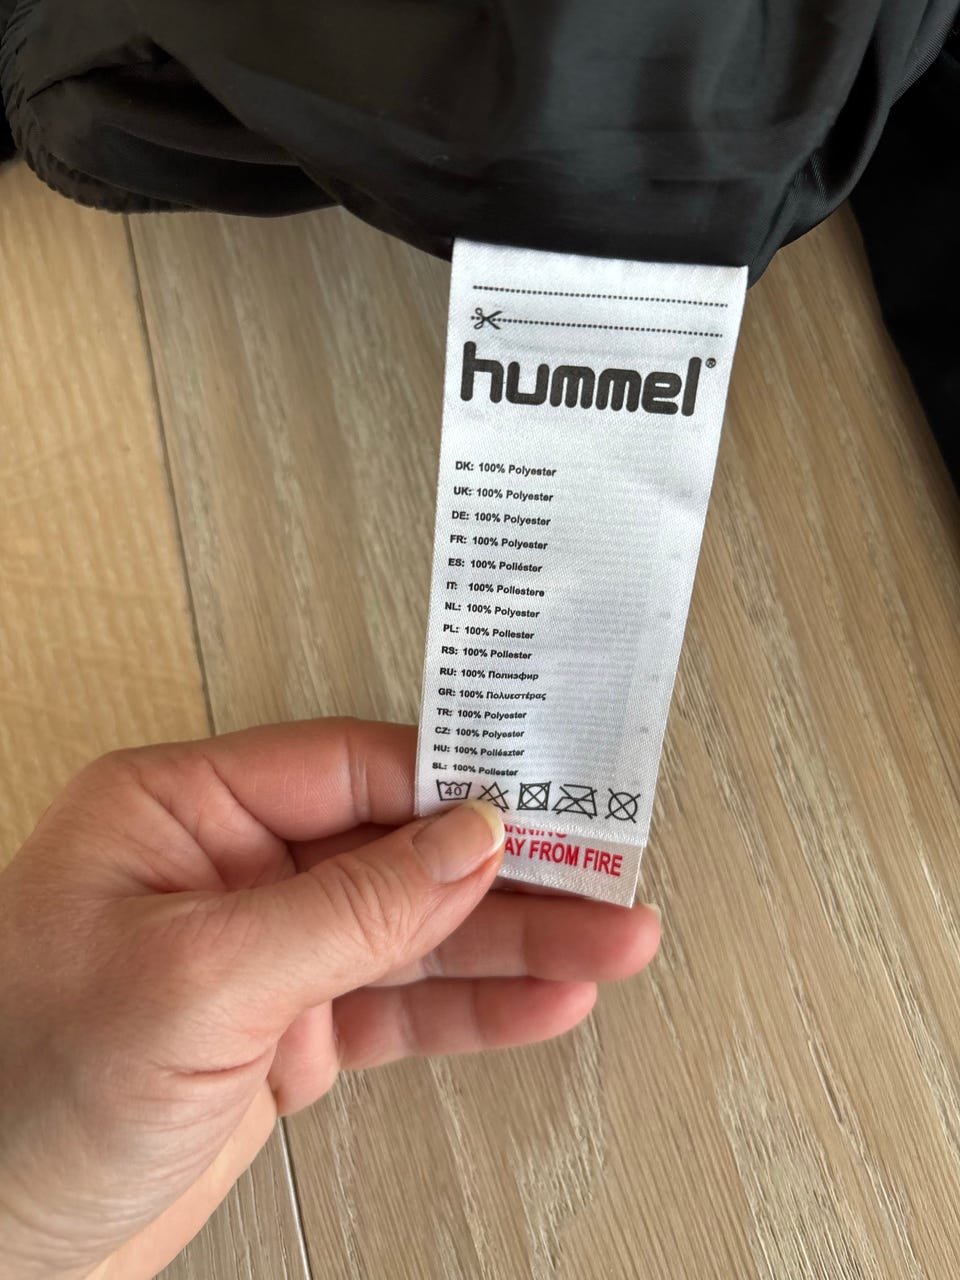 hummel®
DK: 100% Polyester
UK: 100% Polyester
DE: 100% Polyester
FR: 100% Polyester
ES: 100% Poliéster
IT: 100% Poliestere
NL: 100% Polyester
PL: 100% Poliester
RS: 100% Poliester
RU: 100% Полиэфир
GR: 100% Πολυεστέρας
TR: 100% Polyester
CZ: 100% Polyester
HU: 100% Poliészter
SL: 100% Poliester
40
AY FROM FIRE